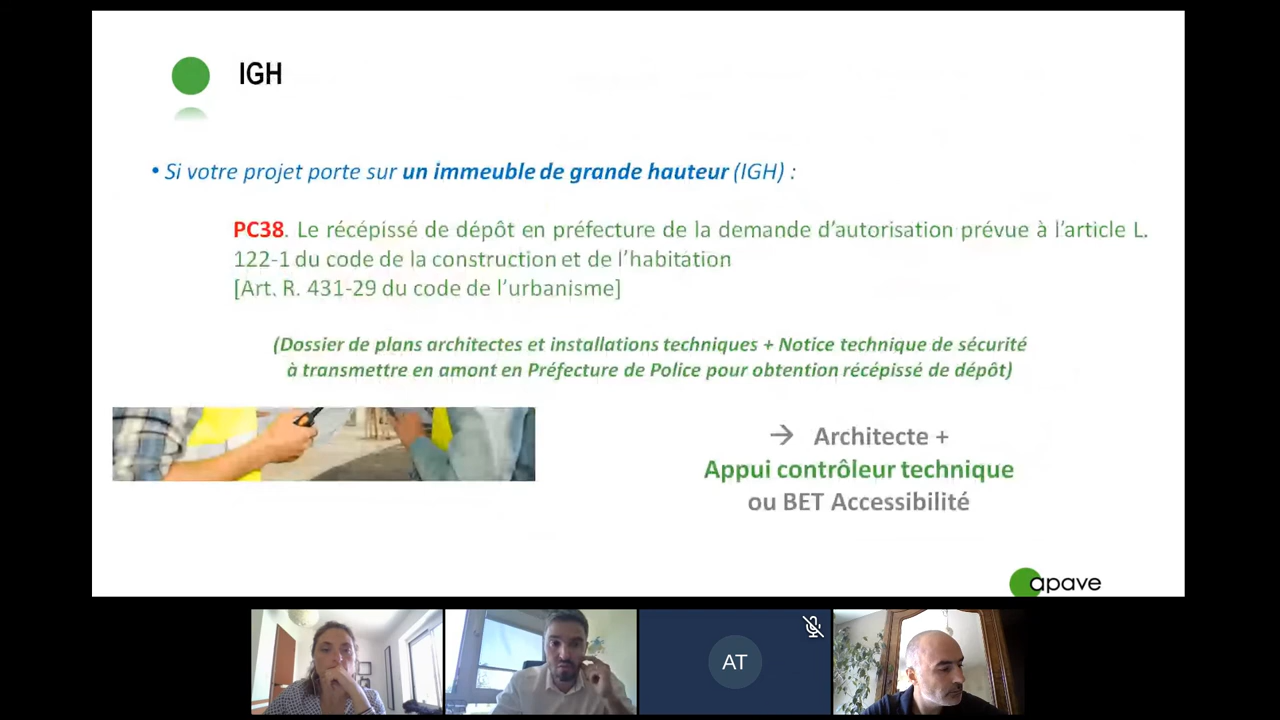 IGH
• Si votre projet porte sur un immeuble de grande hauteur (IGH) :
PC38. Le récépissé de dépôt en préfecture de la demande d'autorisation prévue à l'article L.
122-1 du code de la construction et de l'habitation
[Art. R. 431-29 du code de l'urbanisme]
(Dossier de plans architectes et installations techniques + Notice technique de sécurité
à transmettre en amont en Préfecture de Police pour obtention récépissé de dépôt)
→ Architecte +
Appui contrôleur technique
ou BET Accessibilité
apave
AT